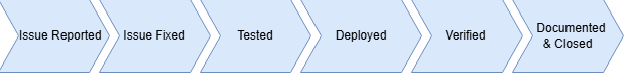 Issue Reported
Issue Fixed
Tested
Deployed
Verified
Documented
& Closed